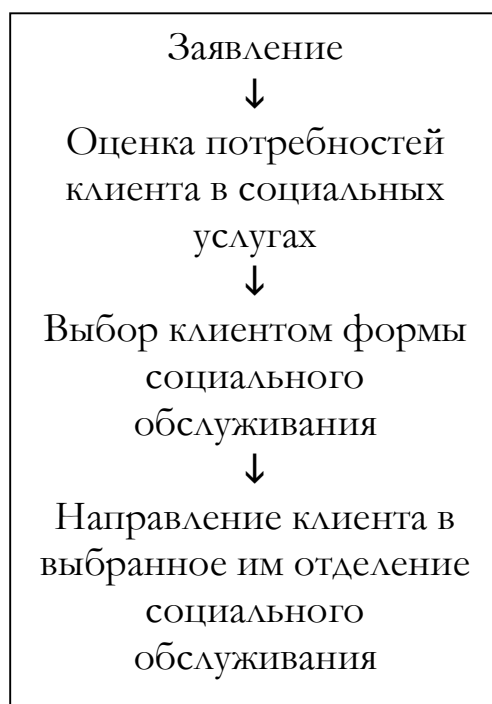 Заявление
↓
Оценка потребностей
клиента в социальных
услугах
↓
Выбор клиентом формы
социального
обслуживания
↓
Направление клиента в
выбранное им отделение
социального
обслуживания